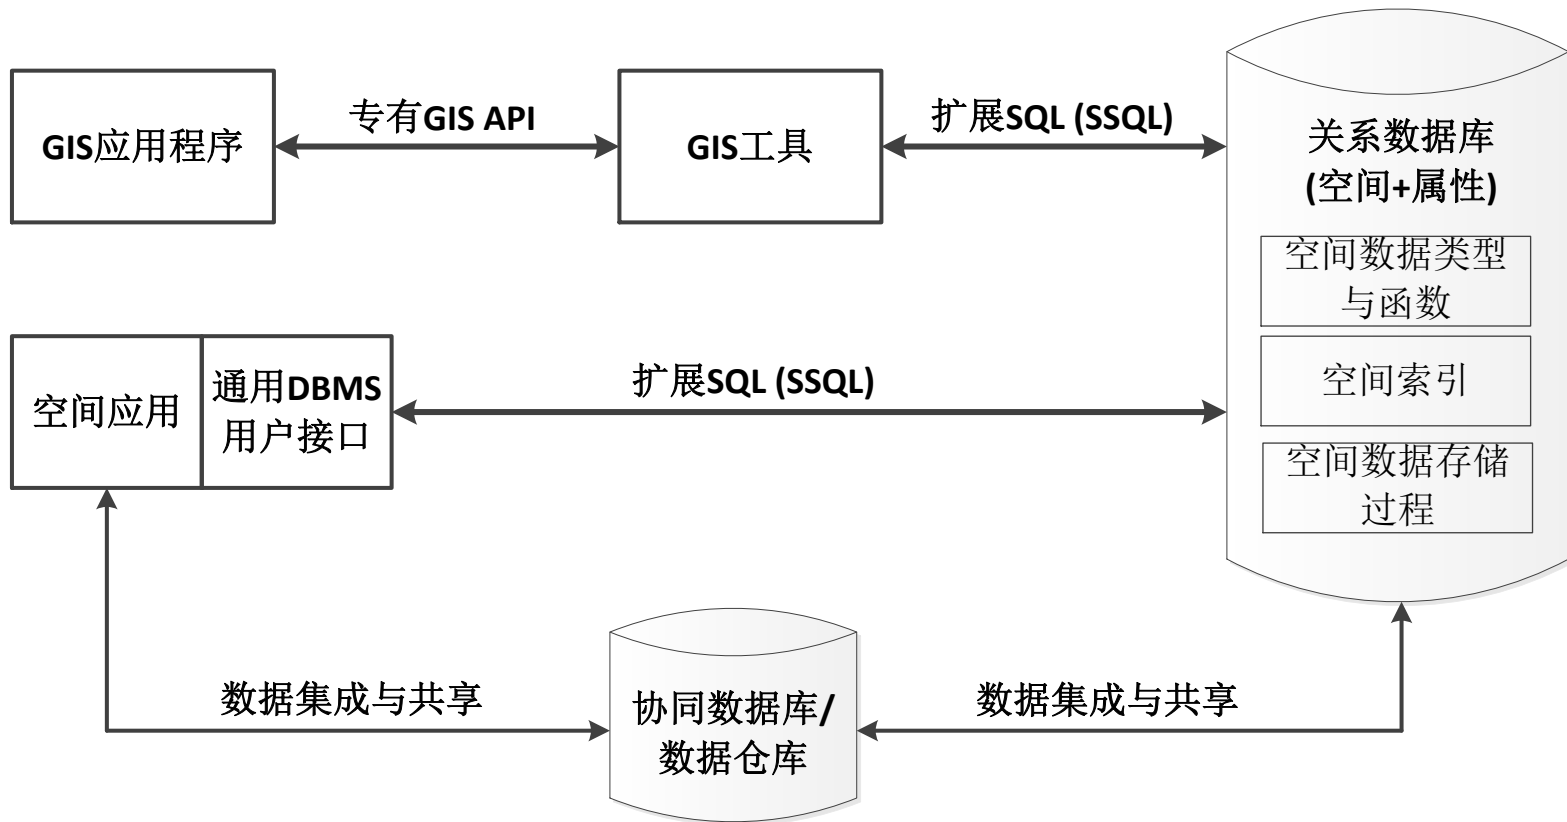 GIS应用程序
专有GIS API
GIS工具
扩展SQL (SSQL)
关系数据库
(空间+属性)
空间数据类型
与函数
空间索引
空间数据存储
过程
空间应用
通用DBMS
用户接口
扩展SQL (SSQL)
数据集成与共享
协同数据库/
数据仓库
数据集成与共享